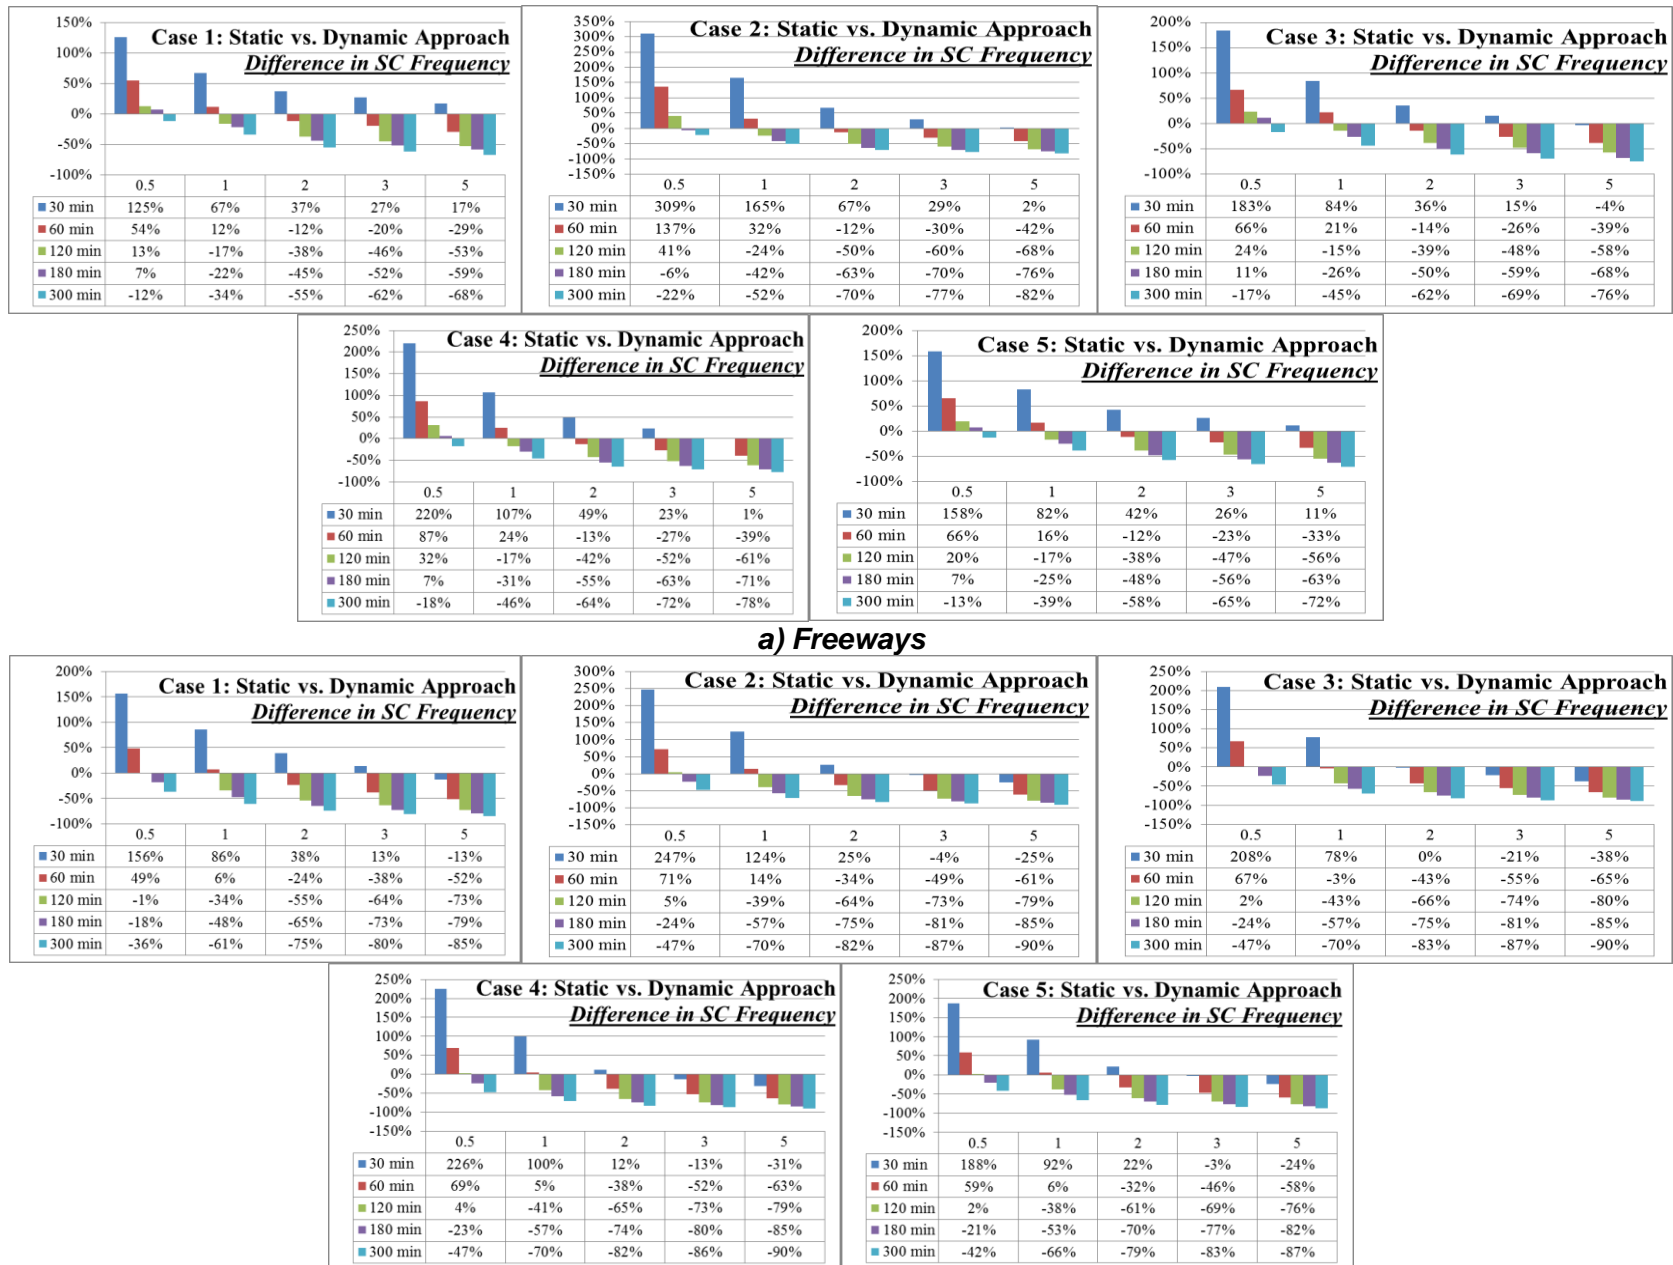 Case 1: Static vs. Dynamic Approach
Difference in SC Frequency
150%
100%
50%
0%
-50%
-100%
0.5 1 2 3 5
30 min 125% 67% 37% 27% 17%
60 min 54% 12% -12% -20% -29%
120 min 13% -17% -38% -46% -53%
180 min 7% -22% -45% -52% -59%
300 min -12% -34% -55% -62% -68%
Case 2: Static vs. Dynamic Approach
Difference in SC Frequency
350%
300%
250%
200%
150%
100%
50%
0%
-50%
-100%
-150%
0.5 1 2 3 5
30 min 309% 165% 67% 29% 2%
60 min 137% 32% -12% -30% -42%
120 min 41% -24% -50% -60% -68%
180 min -6% -42% -63% -70% -76%
300 min -22% -52% -70% -77% -82%
Case 3: Static vs. Dynamic Approach
Difference in SC Frequency
200%
150%
100%
50%
0%
-50%
-100%
0.5 1 2 3 5
30 min 183% 84% 36% 15% -4%
60 min 66% 21% -14% -26% -39%
120 min 24% -15% -39% -48% -58%
180 min 11% -26% -50% -59% -68%
300 min -17% -45% -62% -69% -76%
Case 4: Static vs. Dynamic Approach
Difference in SC Frequency
250%
200%
150%
100%
50%
0%
-50%
-100%
0.5 1 2 3 5
30 min 220% 107% 49% 23% 1%
60 min 87% 24% -13% -27% -39%
120 min 32% -17% -42% -52% -61%
180 min 7% -31% -55% -63% -71%
300 min -18% -46% -64% -72% -78%
Case 5: Static vs. Dynamic Approach
Difference in SC Frequency
200%
150%
100%
50%
0%
-50%
-100%
0.5 1 2 3 5
30 min 158% 82% 42% 26% 11%
60 min 66% 16% -12% -23% -33%
120 min 20% -17% -38% -47% -56%
180 min 7% -25% -48% -56% -63%
300 min -13% -39% -58% -65% -72%
a) Freeways
Case 1: Static vs. Dynamic Approach
Difference in SC Frequency
200%
150%
100%
50%
0%
-50%
-100%
0.5 1 2 3 5
30 min 156% 86% 38% 13% -13%
60 min 49% 6% -24% -38% -52%
120 min -1% -34% -55% -64% -73%
180 min -18% -48% -65% -73% -79%
300 min -36% -61% -75% -80% -85%
Case 2: Static vs. Dynamic Approach
Difference in SC Frequency
300%
250%
200%
150%
100%
50%
0%
-50%
-100%
-150%
0.5 1 2 3 5
30 min 247% 124% 25% -4% -25%
60 min 71% 14% -34% -49% -61%
120 min 5% -39% -64% -73% -79%
180 min -24% -57% -75% -81% -85%
300 min -47% -70% -82% -87% -90%
Case 3: Static vs. Dynamic Approach
Difference in SC Frequency
250%
200%
150%
100%
50%
0%
-50%
-100%
-150%
0.5 1 2 3 5
30 min 208% 78% 0% -21% -38%
60 min 67% -3% -43% -55% -65%
120 min 2% -43% -66% -74% -80%
180 min -24% -57% -75% -81% -85%
300 min -47% -70% -83% -87% -90%
Case 4: Static vs. Dynamic Approach
Difference in SC Frequency
250%
200%
150%
100%
50%
0%
-50%
-100%
-150%
0.5 1 2 3 5
30 min 226% 100% 12% -13% -31%
60 min 69% 5% -38% -52% -63%
120 min 4% -41% -65% -73% -79%
180 min -23% -57% -74% -80% -85%
300 min -47% -70% -82% -86% -90%
Case 5: Static vs. Dynamic Approach
Difference in SC Frequency
250%
200%
150%
100%
50%
0%
-50%
-100%
-150%
0.5 1 2 3 5
30 min 188% 92% 22% -3% -24%
60 min 59% 6% -32% -46% -58%
120 min 2% -38% -61% -69% -76%
180 min -21% -53% -70% -77% -82%
300 min -42% -66% -79% -83% -87%